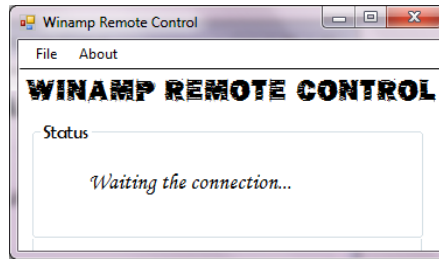 Winamp Remote Control
File About
WINAMP REMOTE CONTROL
Status
Waiting the connection...